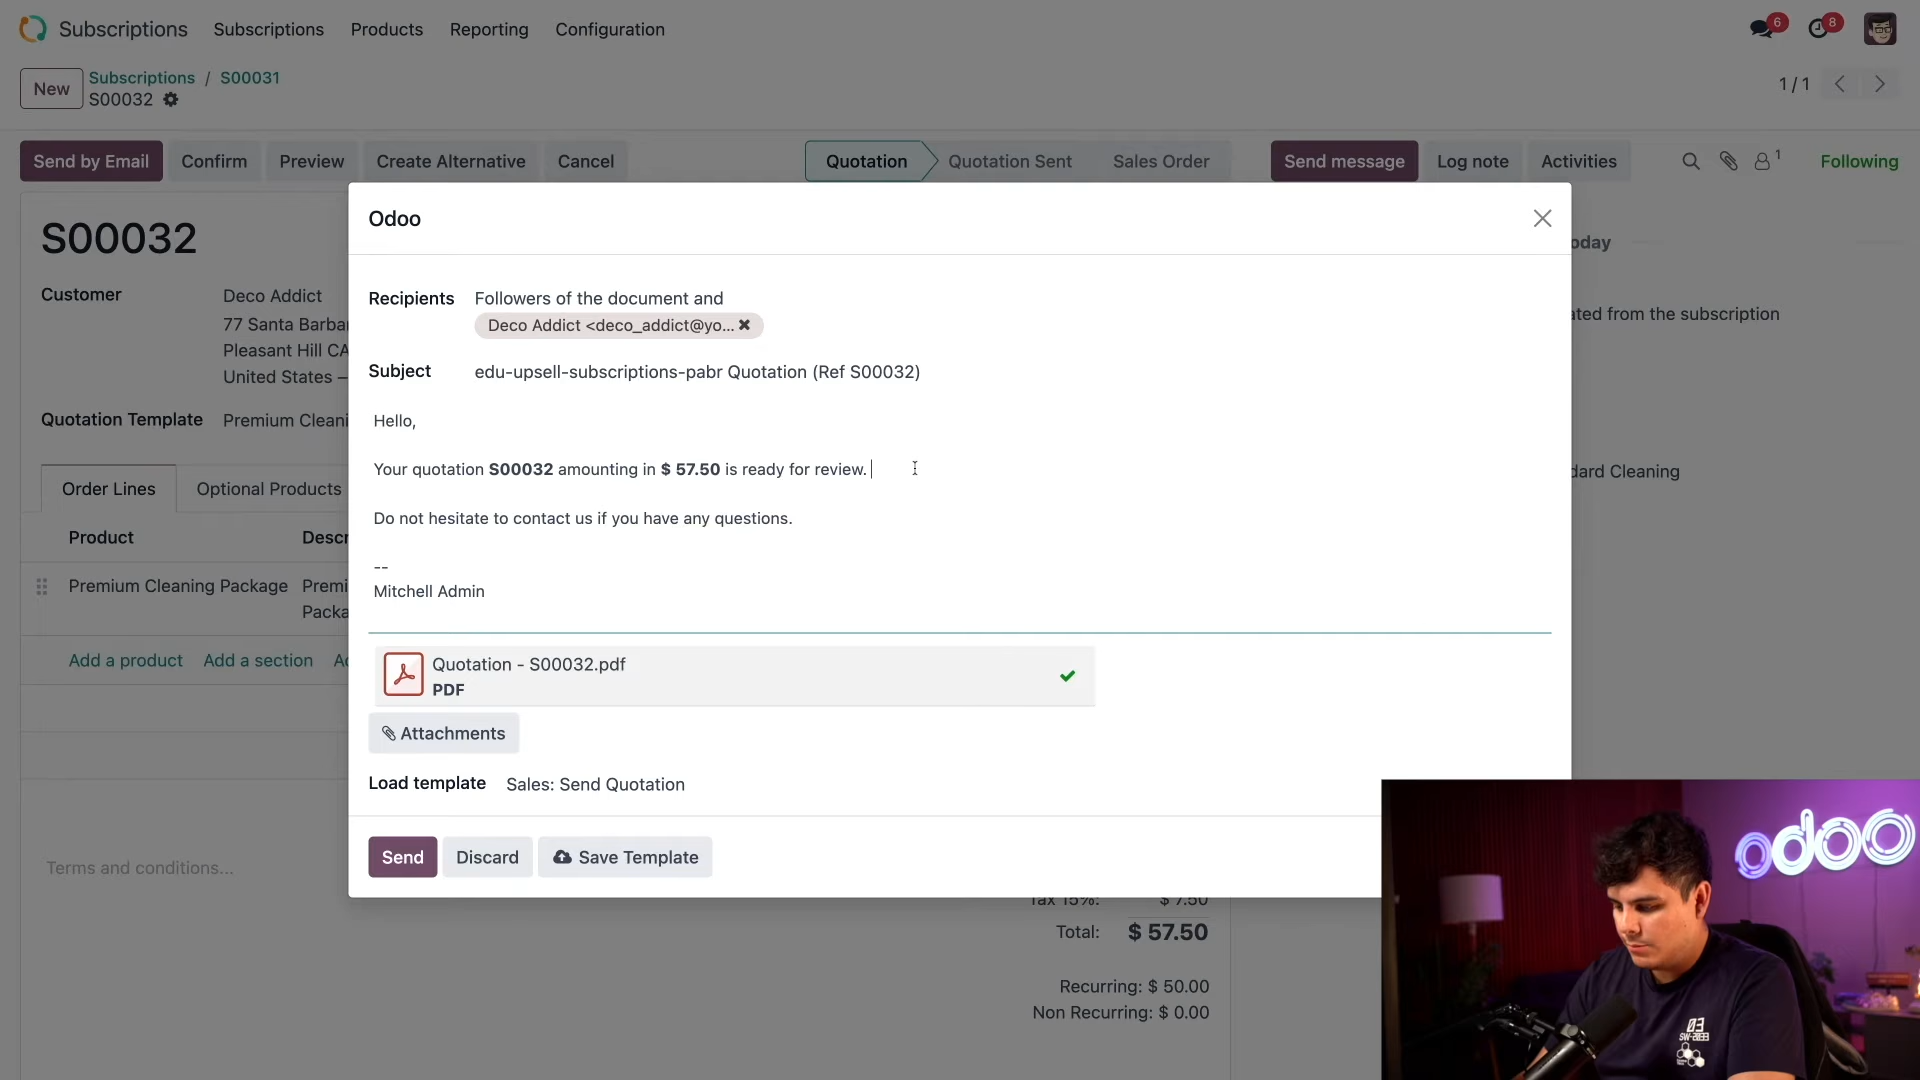 Subscriptions Subscriptions Products Reporting Configuration 6 8
New Subscriptions / S00031
S00032
1 / 1
Send by Email Confirm Preview Create Alternative Cancel Quotation Quotation Sent Sales Order Send message Log note Activities 1 Following
S00032
Customer Deco Addict
77 Santa Barba
Pleasant Hill CA
United States –
Quotation Template Premium Cleani
Order Lines Optional Products
Product Descr
Premium Cleaning Package Premi
Packa
Add a product Add a section
Terms and conditions...
Odoo
Recipients Followers of the document and
Deco Addict <deco_addict@yo...
Subject edu-upsell-subscriptions-pabr Quotation (Ref S00032)
Hello,
Your quotation S00032 amounting in $ 57.50 is ready for review.
Do not hesitate to contact us if you have any questions.
--
Mitchell Admin
Quotation - S00032.pdf
PDF
Attachments
Load template Sales: Send Quotation
Send Discard Save Template
oday
ated from the subscription
dard Cleaning
Tax 15%: $ 7.50
Total: $ 57.50
Recurring: $ 50.00
Non Recurring: $ 0.00
odoo